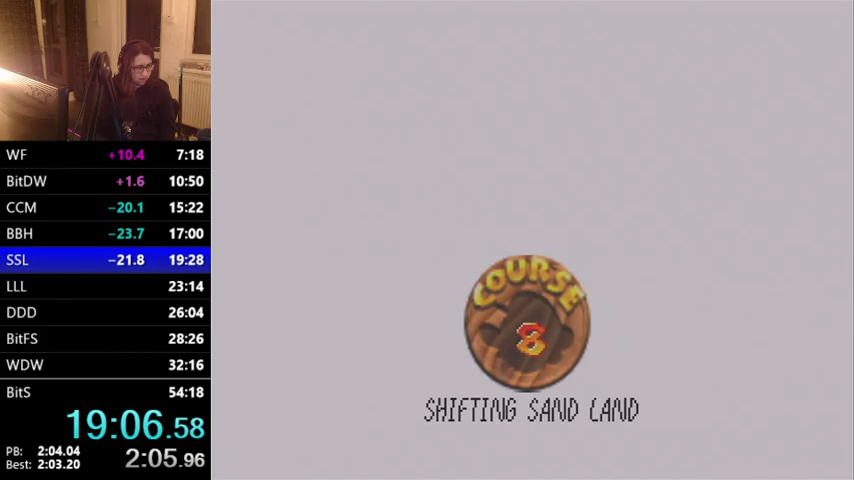 WF +10.4 7:18
BitDW +1.6 10:50
CCM −20.1 15:22
BBH −23.7 17:00
SSL −21.8 19:28
LLL 23:14
DDD 26:04
BitFS 28:26
WDW 32:16
BitS 54:18
19:06.58
PB: 2:04.04
Best: 2:03.20
2:05.96
COURSE
8
SHIFTING SAND LAND